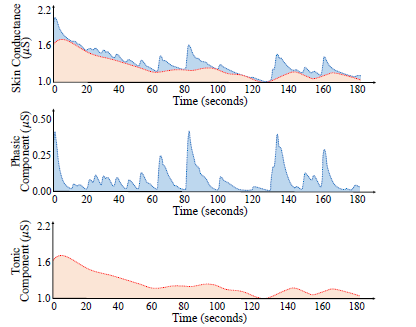 Skin Conductance
(μS)
2.2
1.6
1.0
0 20 40 60 80 100 120 140 160 180
Time (seconds)
Phasic
Component (μS)
0.50
0.25
0.00
0 20 40 60 80 100 120 140 160 180
Time (seconds)
Tonic
Component (μS)
2.2
1.6
1.0
0 20 40 60 80 100 120 140 160 180
Time (seconds)